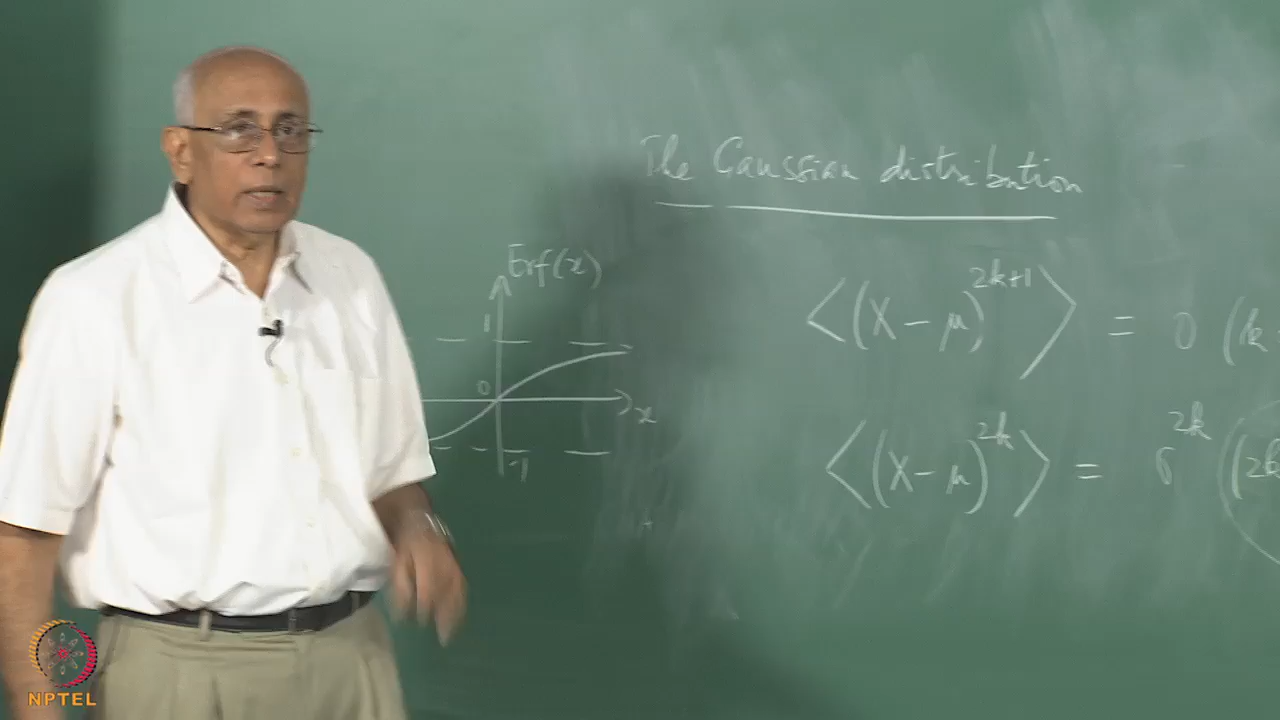 The Gaussian distribution
Erf(x)
1
0
x
-1
⟨(X - μ)^{2k+1}⟩ = 0 (k
⟨(X - μ)^{2k}⟩ = σ^{2k} (2k
NPTEL